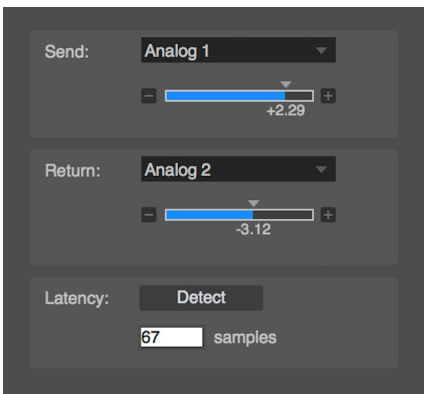 Send: Analog 1
− +
+2.29
Return: Analog 2
− +
-3.12
Latency: Detect
67 samples